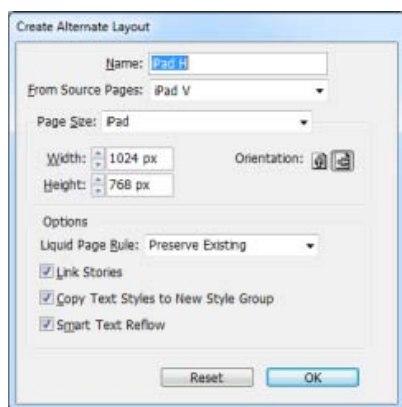 Create Alternate Layout
Name: iPad H
From Source Pages: iPad V
Page Size: iPad
Width: 1024 px Orientation:
Height: 768 px
Options
Liquid Page Rule: Preserve Existing
Link Stories
Copy Text Styles to New Style Group
Smart Text Reflow
Reset OK